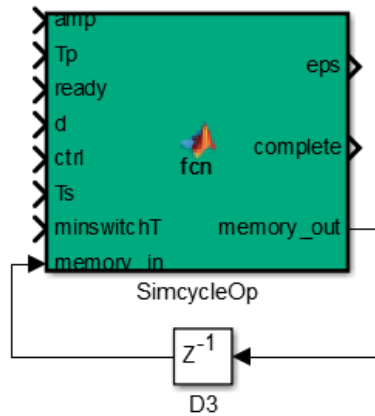 amp
Tp
ready
d
ctrl
Ts
minswitchT
memory_in
fcn
eps
complete
memory_out
SimcycleOp
Z-1
D3